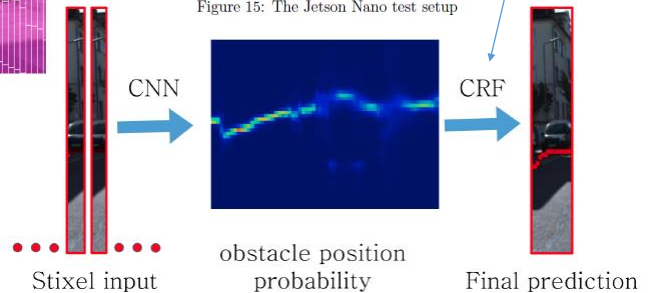 Figure 15: The Jetson Nano test setup
CNN
CRF
obstacle position
probability
Stixel input
Final prediction